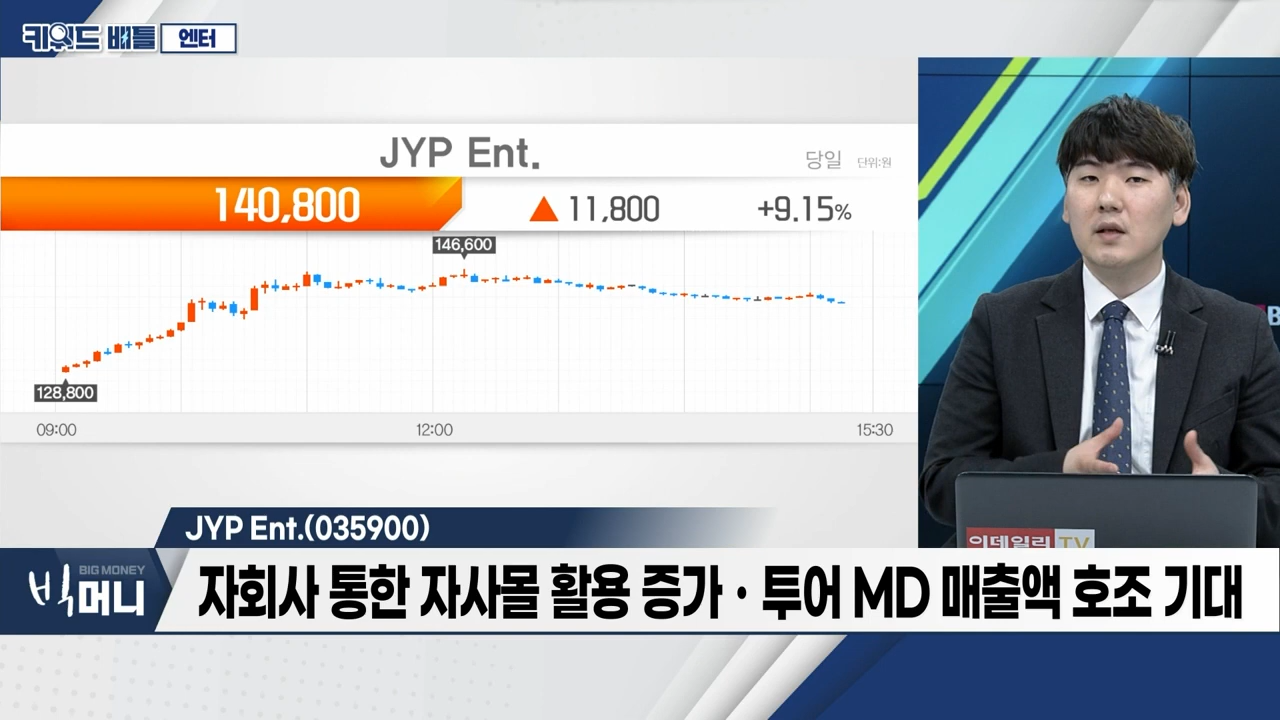 키워드 배틀 엔터
JYP Ent.
당일 단위:원
140,800 ▲ 11,800 +9.15%
146,600
128,800
09:00 12:00 15:30
B
이데일리 TV
JYP Ent.(035900)
BIG MONEY
빅머니
자회사 통한 자사몰 활용 증가·투어 MD 매출액 호조 기대